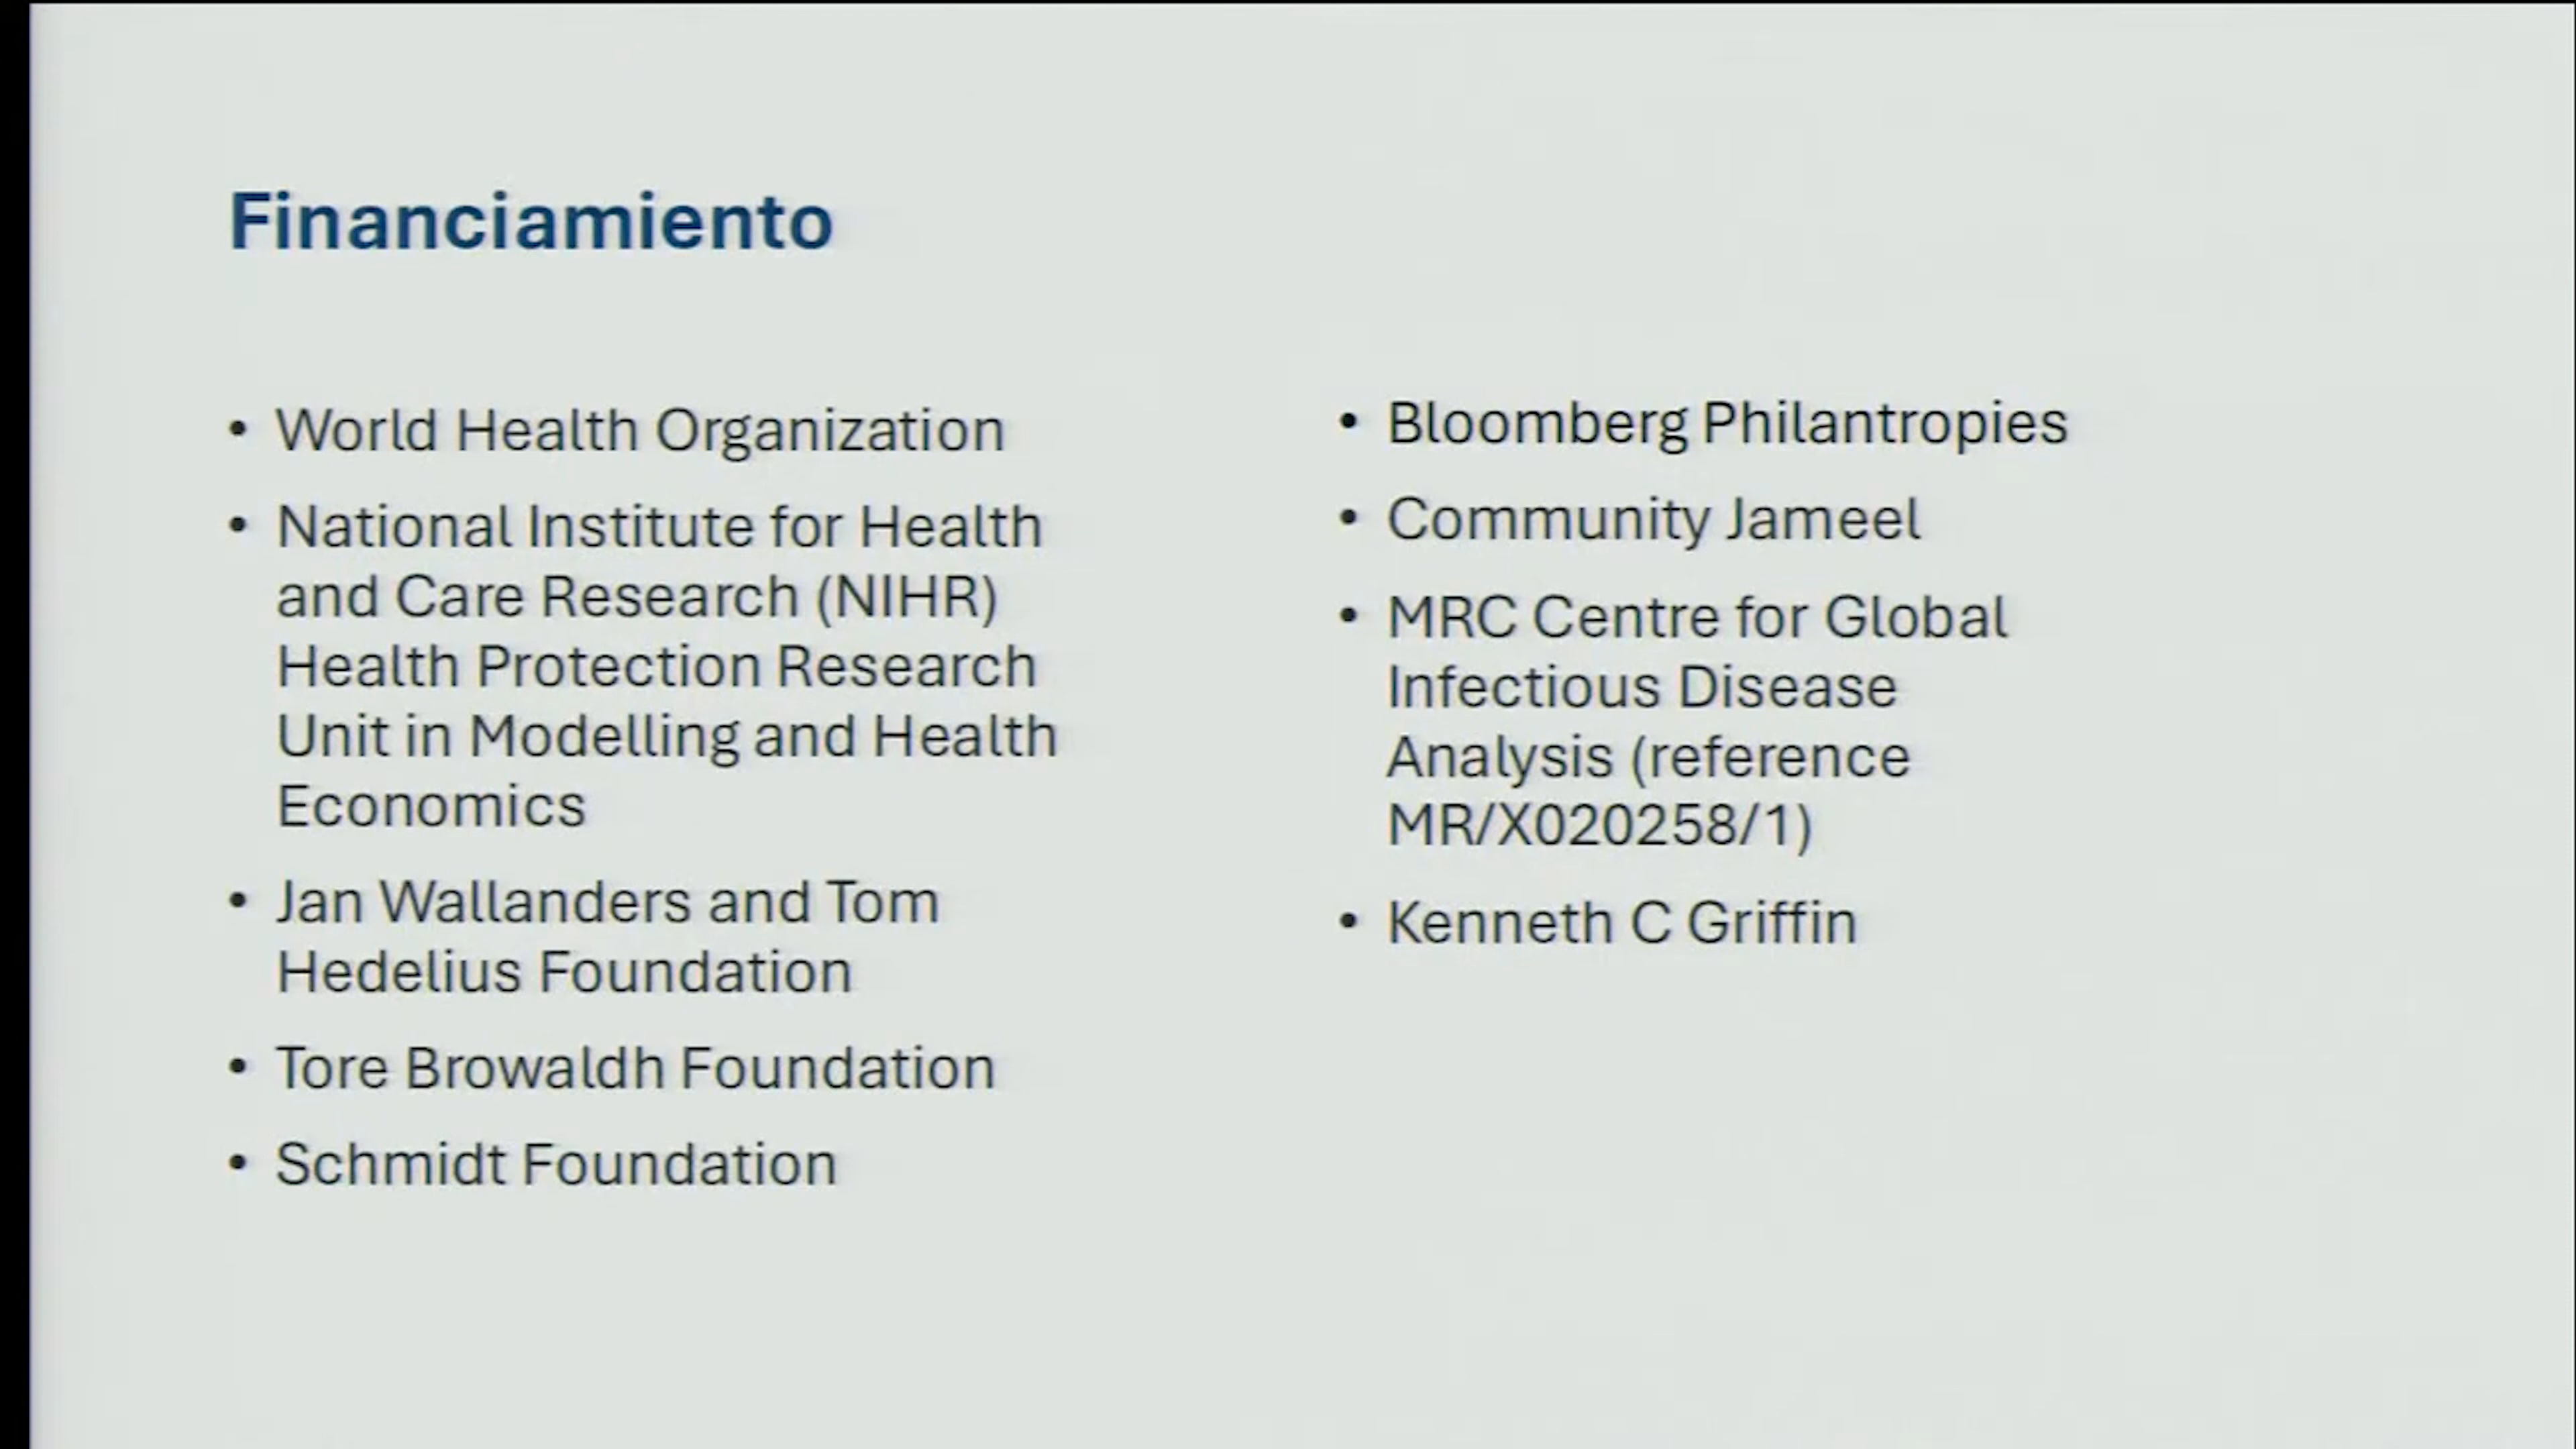 Financiamiento
• World Health Organization
• National Institute for Health
and Care Research (NIHR)
Health Protection Research
Unit in Modelling and Health
Economics
• Jan Wallanders and Tom
Hedelius Foundation
• Tore Browaldh Foundation
• Schmidt Foundation
• Bloomberg Philantropies
• Community Jameel
• MRC Centre for Global
Infectious Disease
Analysis (reference
MR/X020258/1)
• Kenneth C Griffin